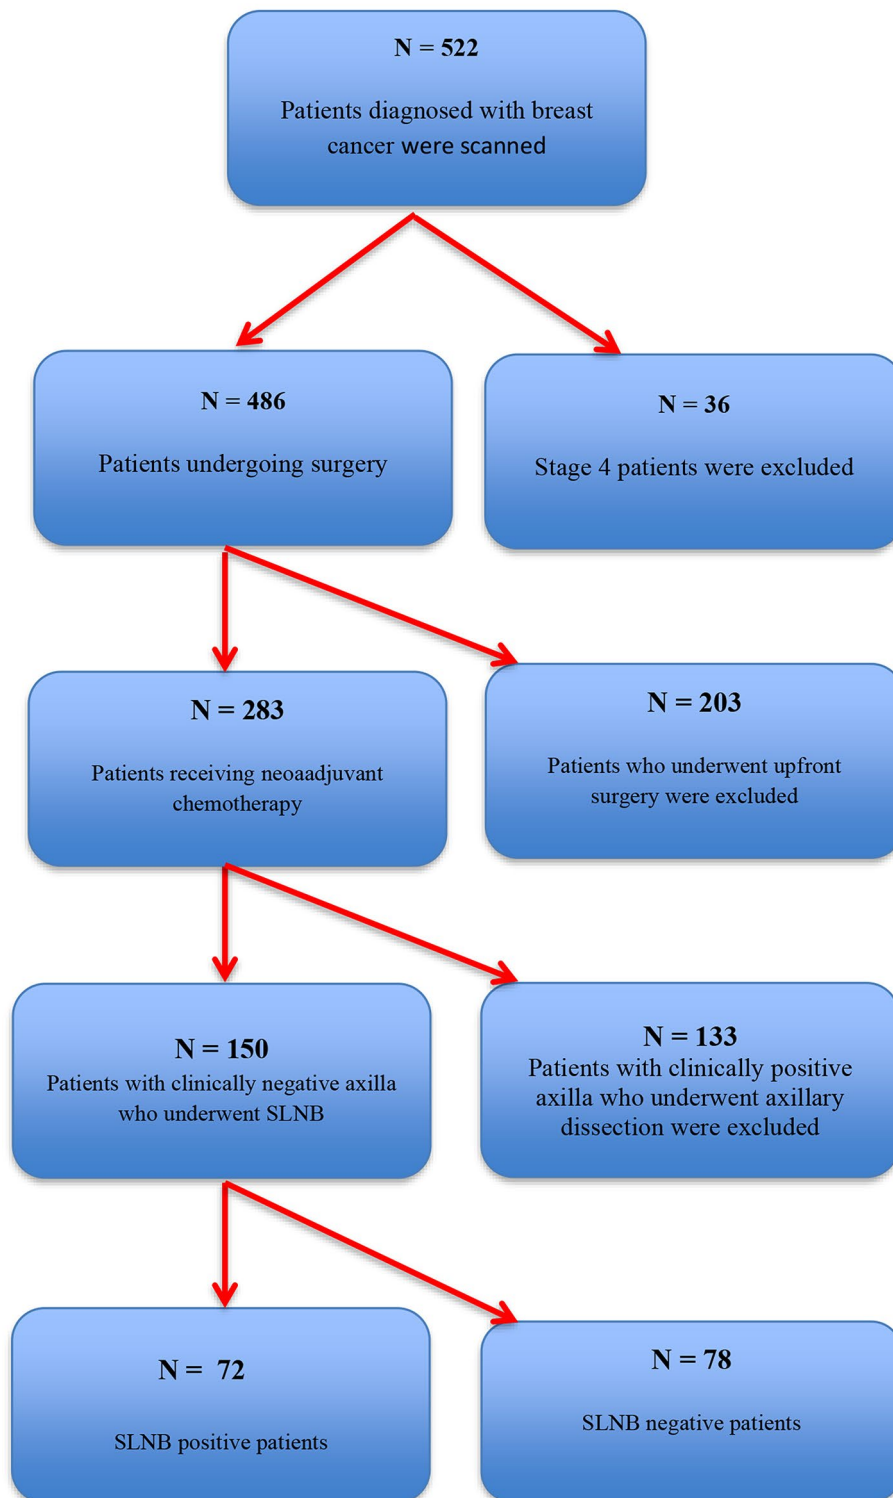 N = 522
Patients diagnosed with breast
cancer were scanned
N = 486
Patients undergoing surgery
N = 36
Stage 4 patients were excluded
N = 283
Patients receiving neoaadjuvant
chemotherapy
N = 203
Patients who underwent upfront
surgery were excluded
N = 150
Patients with clinically negative axilla
who underwent SLNB
N = 133
Patients with clinically positive
axilla who underwent axillary
dissection were excluded
N = 72
SLNB positive patients
N = 78
SLNB negative patients